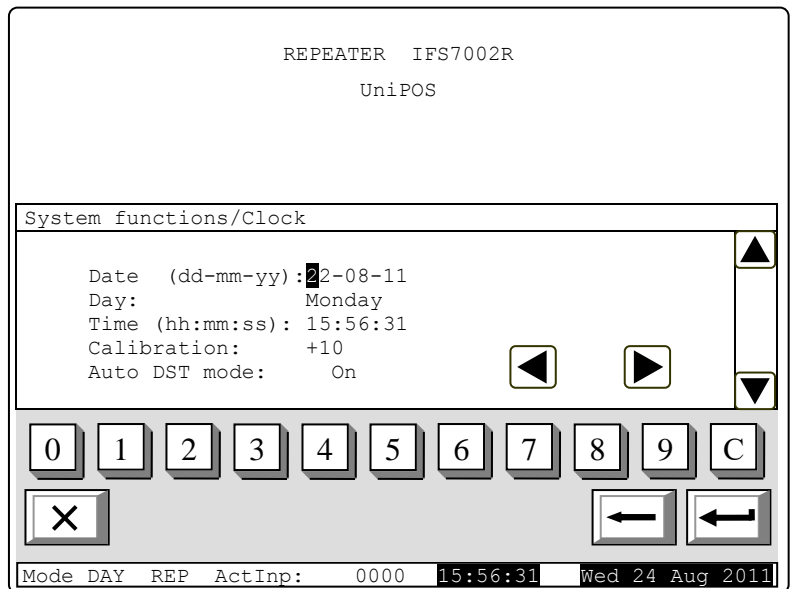 REPEATER IFS7002R
UniPOS
System functions/Clock
Date (dd-mm-yy):22-08-11
Day: Monday
Time (hh:mm:ss): 15:56:31
Calibration: +10
Auto DST mode: On
0 1 2 3 4 5 6 7 8 9 C
Mode DAY REP ActInp: 0000 15:56:31 Wed 24 Aug 2011